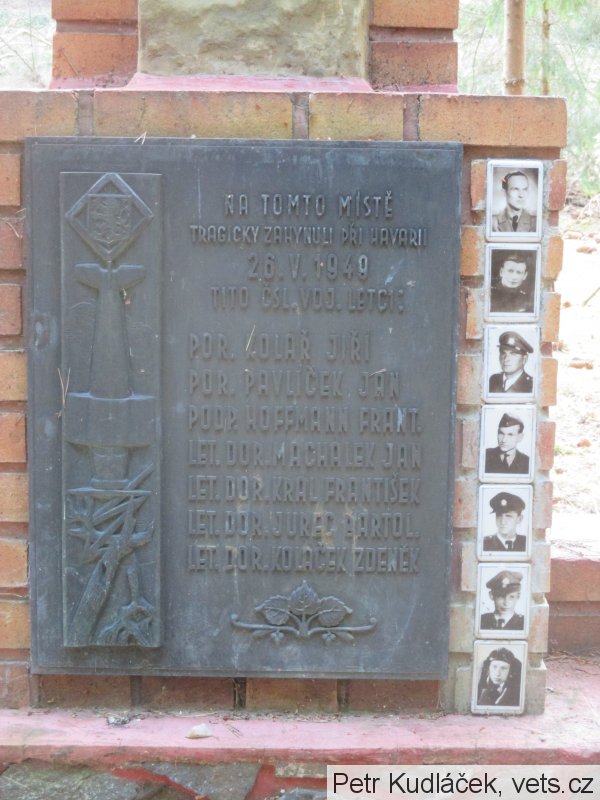 NA TOMTO MÍSTĚ
TRAGICKY ZAHYNULI PŘI HAVARII
26. V. 1949
TITO ČSL. VOJ. LETCI:
POR. KOLÁŘ JIŘÍ
POR. PAVLÍČEK JAN
PODP. HOFFMANN FRANT.
LET. DOR. MACHALEK JAN
LET. DOR. KRÁL FRANTIŠEK
LET. DOR. JUREC BARTOL.
LET. DOR. KOLÁČEK ZDENĚK
Petr Kudláček, vets.cz